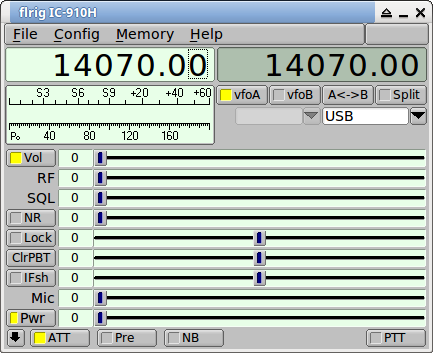 flrig IC-910H
File Config Memory Help
14070.00 14070.00
S3 S6 S9 +20 +40 +60
Po 40 80 120 160
vfoA vfoB A<->B Split
USB
Vol 0
RF 0
SQL 0
NR 0
Lock 0
ClrPBT 0
IFsh 0
Mic 0
Pwr 0
ATT Pre NB PTT